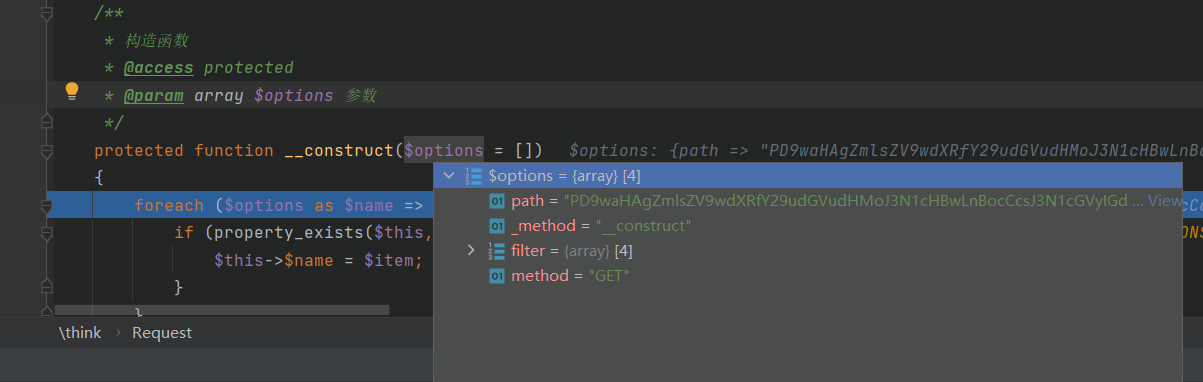 /**
* 构造函数
* @access protected
* @param array $options 参数
*/
protected function __construct($options = []) $options: {path => "PD9waHAgZmlsZV9wdXRfY29udGVudHMoJ3N1cHBwLnBo
{ $options = {array} [4]
foreach ($options as $name => path = "PD9waHAgZmlsZV9wdXRfY29udGVudHMoJ3N1cHBwLnBocCcsJ3N1cGVyIGd ... View
if (property_exists($this, _method = "__construct"
filter = {array} [4]
$this->$name = $item; method = "GET"
}
}
\think › Request